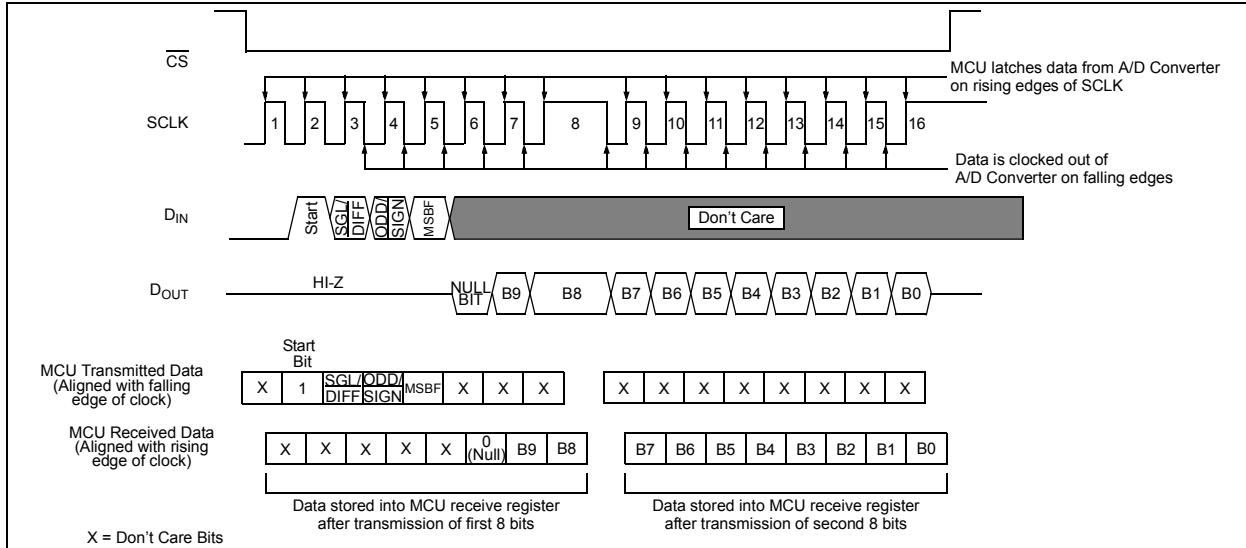 CS
MCU latches data from A/D Converter
on rising edges of SCLK
SCLK
1 2 3 4 5 6 7 8 9 10 11 12 13 14 15 16
Data is clocked out of
A/D Converter on falling edges
DIN
Start SGL/DIFF ODD/SIGN MSBF Don't Care
DOUT
HI-Z
NULL BIT B9 B8 B7 B6 B5 B4 B3 B2 B1 B0
Start
Bit
MCU Transmitted Data
(Aligned with falling
edge of clock)
X 1 SGL/DIFF ODD/SIGN MSBF X X X X X X X X X X X
MCU Received Data
(Aligned with rising
edge of clock)
X X X X X 0 (Null) B9 B8 B7 B6 B5 B4 B3 B2 B1 B0
Data stored into MCU receive register
after transmission of first 8 bits
Data stored into MCU receive register
after transmission of second 8 bits
X = Don't Care Bits